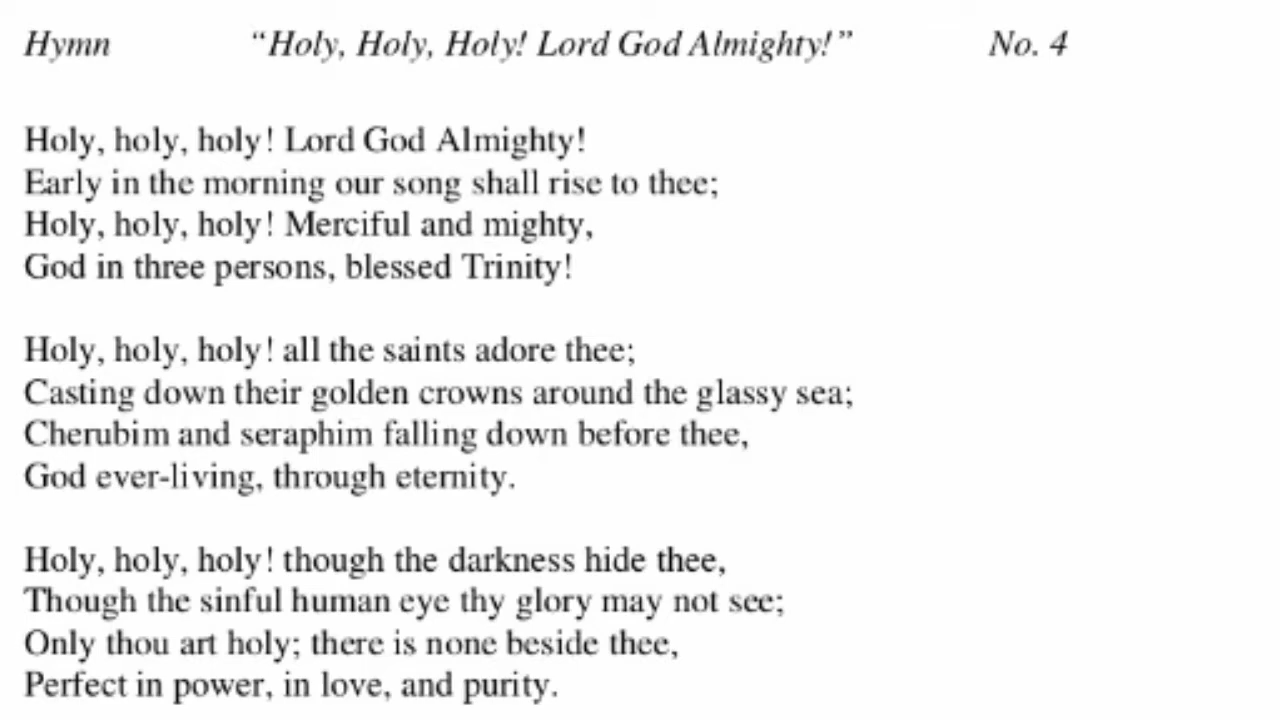 Hymn “Holy, Holy, Holy! Lord God Almighty!” No. 4
Holy, holy, holy! Lord God Almighty!
Early in the morning our song shall rise to thee;
Holy, holy, holy! Merciful and mighty,
God in three persons, blessed Trinity!
Holy, holy, holy! all the saints adore thee;
Casting down their golden crowns around the glassy sea;
Cherubim and seraphim falling down before thee,
God ever-living, through eternity.
Holy, holy, holy! though the darkness hide thee,
Though the sinful human eye thy glory may not see;
Only thou art holy; there is none beside thee,
Perfect in power, in love, and purity.